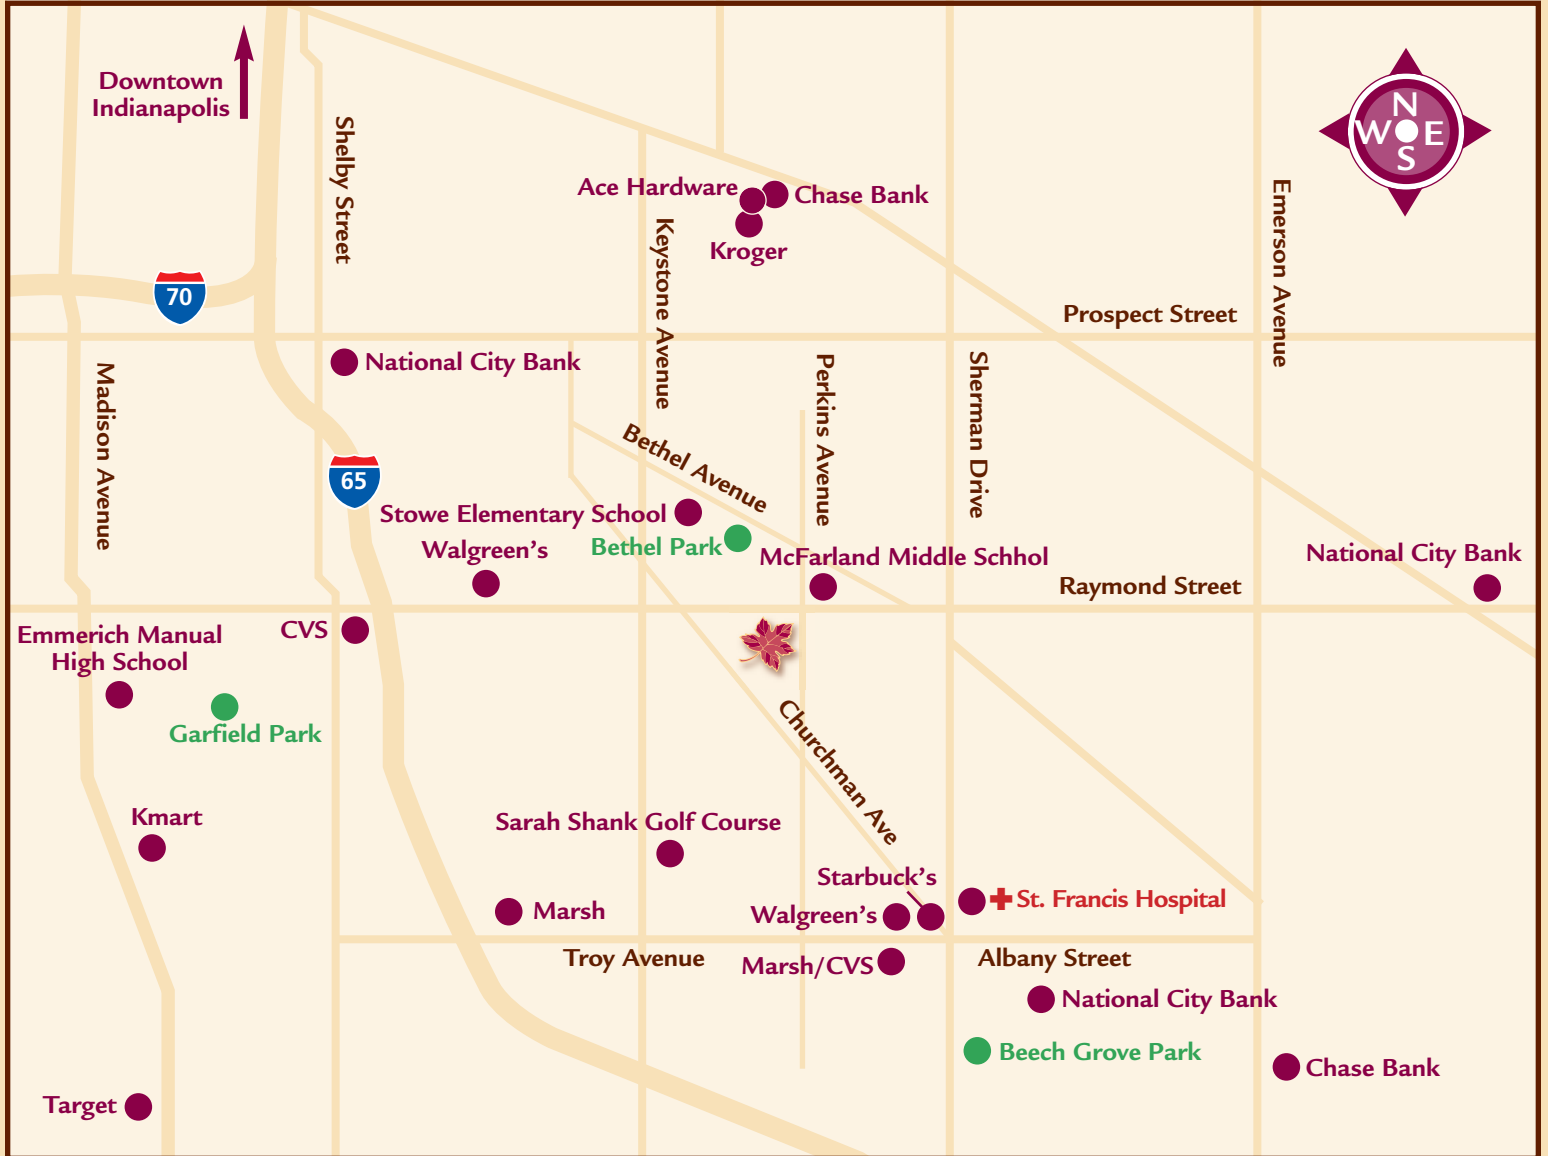 Downtown
Indianapolis
N
W E
S
Shelby Street
Ace Hardware
Chase Bank
Kroger
Keystone Avenue
Emerson Avenue
70
Prospect Street
National City Bank
Madison Avenue
Perkins Avenue
Sherman Drive
Bethel Avenue
65
Stowe Elementary School
Walgreen's
Bethel Park
McFarland Middle Schhol
National City Bank
Raymond Street
Emmerich Manual
High School
CVS
Garfield Park
Churchman Ave
Kmart
Sarah Shank Golf Course
Starbuck's
Marsh
Walgreen's
St. Francis Hospital
Troy Avenue
Marsh/CVS
Albany Street
National City Bank
Beech Grove Park
Chase Bank
Target